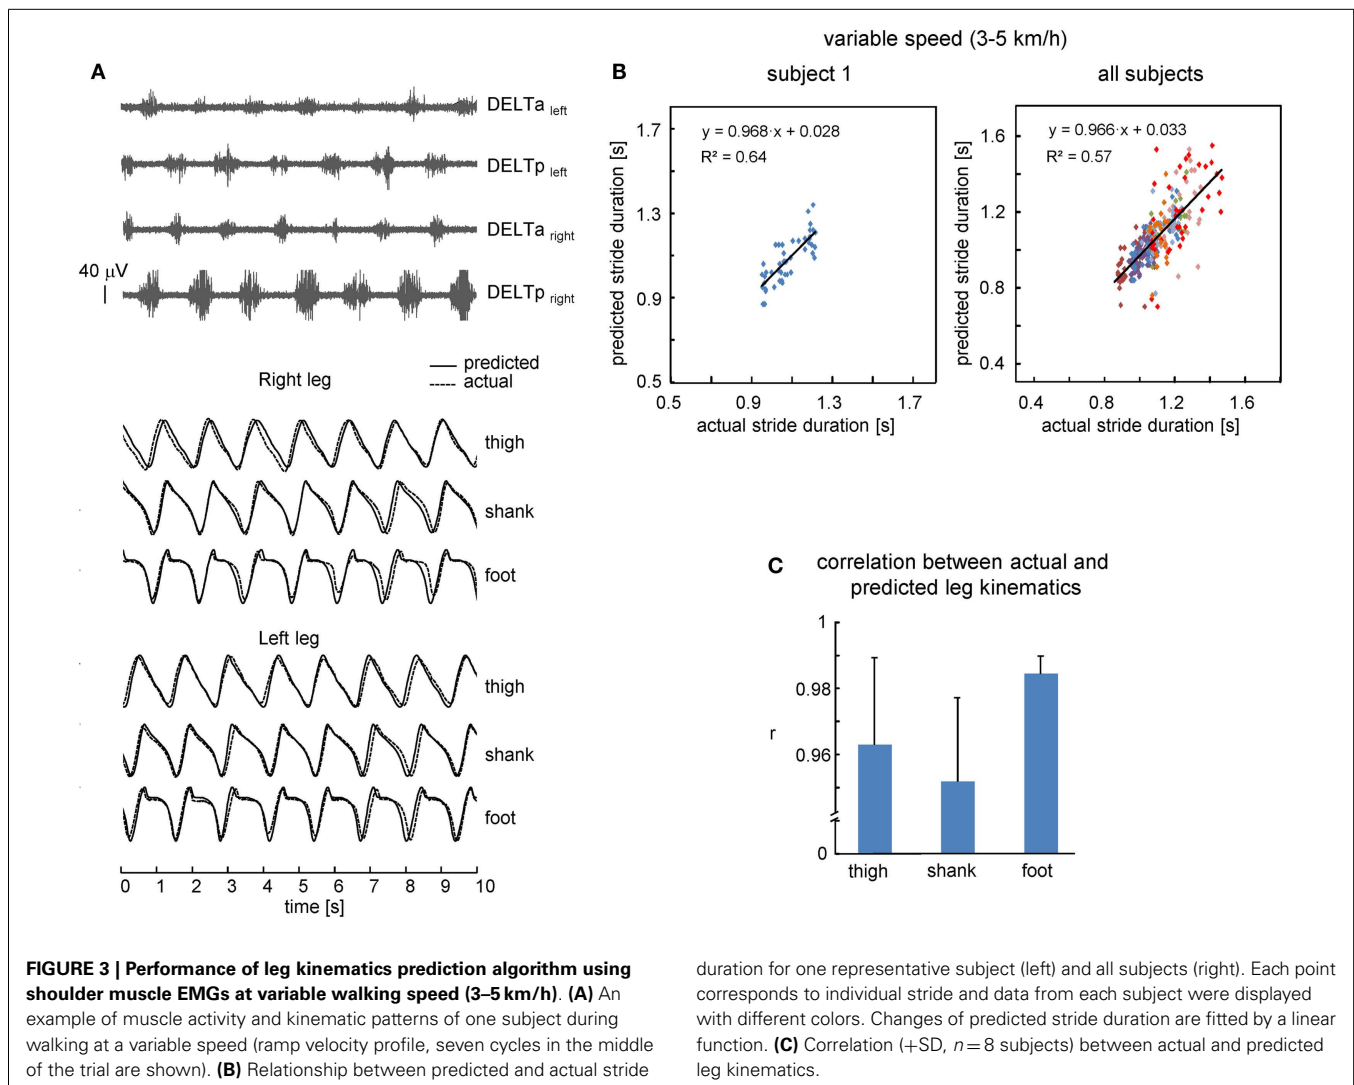 A
DELTa left
DELTp left
DELTa right
40 μV
DELTp right
predicted
actual
Right leg
thigh
shank
foot
Left leg
thigh
shank
foot
0 1 2 3 4 5 6 7 8 9 10
time [s]
variable speed (3-5 km/h)
B
subject 1
y = 0.968·x + 0.028
R² = 0.64
predicted stride duration [s]
1.7
1.3
0.9
0.5
0.5 0.9 1.3 1.7
actual stride duration [s]
all subjects
y = 0.966·x + 0.033
R² = 0.57
predicted stride duration [s]
1.6
1.2
0.8
0.4
0.4 0.8 1.2 1.6
actual stride duration [s]
C
correlation between actual and
predicted leg kinematics
1
0.98
r
0.96
0
thigh shank foot
FIGURE 3 | Performance of leg kinematics prediction algorithm using
shoulder muscle EMGs at variable walking speed (3–5 km/h). (A) An
example of muscle activity and kinematic patterns of one subject during
walking at a variable speed (ramp velocity profile, seven cycles in the middle
of the trial are shown). (B) Relationship between predicted and actual stride
duration for one representative subject (left) and all subjects (right). Each point
corresponds to individual stride and data from each subject were displayed
with different colors. Changes of predicted stride duration are fitted by a linear
function. (C) Correlation (+SD, n = 8 subjects) between actual and predicted
leg kinematics.